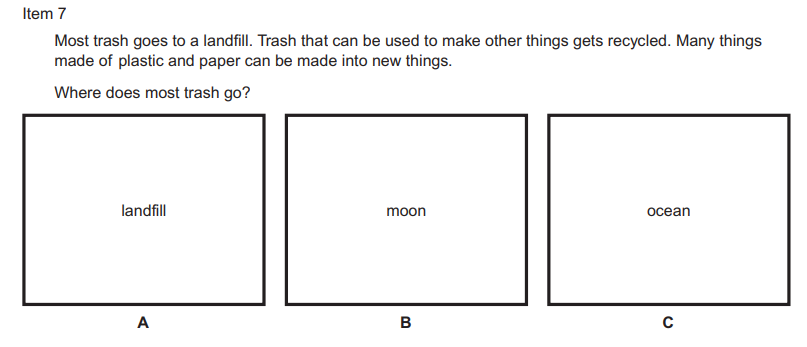 Item 7
Most trash goes to a landfill. Trash that can be used to make other things gets recycled. Many things
made of plastic and paper can be made into new things.
Where does most trash go?
landfill
moon
ocean
A
B
C